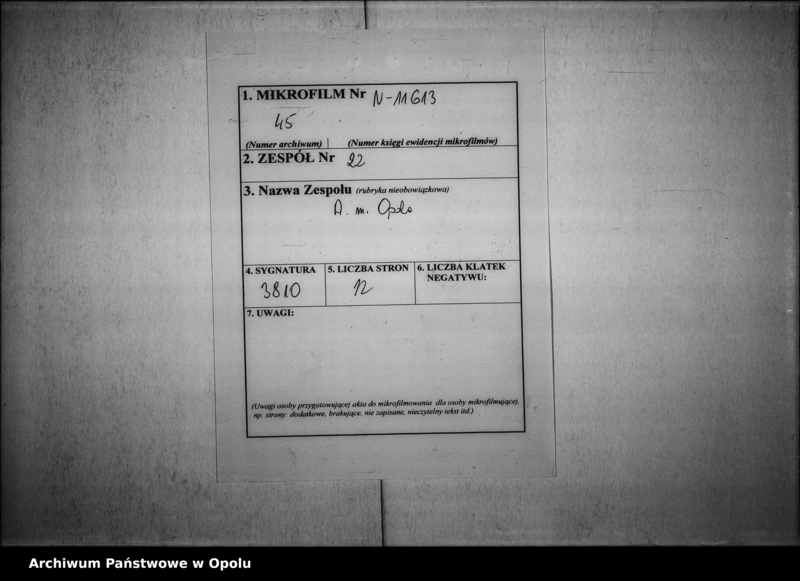 1. MIKROFILM Nr N-11613
45
(Numer archiwum) (Numer księgi ewidencji mikrofilmów)
2. ZESPÓŁ Nr 22
3. Nazwa Zespołu (rubryka nieobowiązkowa)
A. m. Opola
4. SYGNATURA
3810
5. LICZBA STRON
12
6. LICZBA KLATEK
NEGATYWU:
7. UWAGI:
(Uwagi osoby przygotowującej akta do mikrofilmowania dla osoby mikrofilmującej,
np. strony: dodatkowe, brakujące, nie zapisane, nieczytelny tekst itd.)
Archiwum Państwowe w Opolu